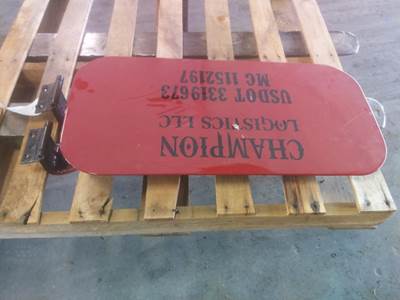 CHAMPION
LOGISTICS LLC
USDOT 3319673
MC 1152197